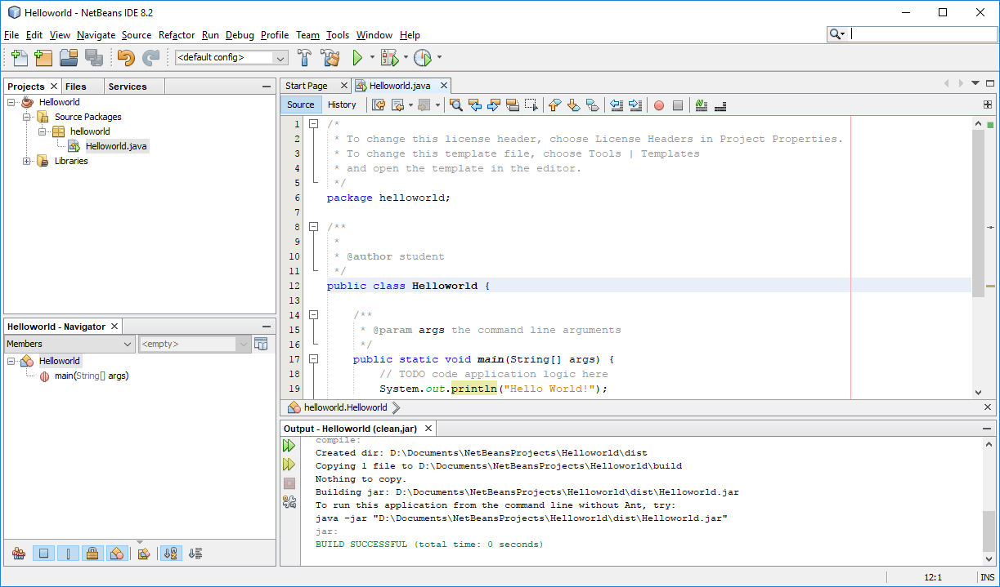 Helloworld - NetBeans IDE 8.2
File Edit View Navigate Source Refactor Run Debug Profile Team Tools Window Help
<default config>
Projects Files Services
Helloworld
Source Packages
helloworld
Helloworld.java
Libraries
Helloworld - Navigator
Members <empty>
Helloworld
main(String[] args)
Start Page Helloworld.java
Source History
1 /*
2 * To change this license header, choose License Headers in Project Properties.
3 * To change this template file, choose Tools | Templates
4 * and open the template in the editor.
5 */
6 package helloworld;
7
8 /**
9 *
10 * @author student
11 */
12 public class Helloworld {
13
14 /**
15 * @param args the command line arguments
16 */
17 public static void main(String[] args) {
18 // TODO code application logic here
19 System.out.println("Hello World!");
helloworld.Helloworld
Output - Helloworld (clean,jar)
compile:
Created dir: D:\Documents\NetBeansProjects\Helloworld\dist
Copying 1 file to D:\Documents\NetBeansProjects\Helloworld\build
Nothing to copy.
Building jar: D:\Documents\NetBeansProjects\Helloworld\dist\Helloworld.jar
To run this application from the command line without Ant, try:
java -jar "D:\Documents\NetBeansProjects\Helloworld\dist\Helloworld.jar"
jar:
BUILD SUCCESSFUL (total time: 0 seconds)
12:1 INS